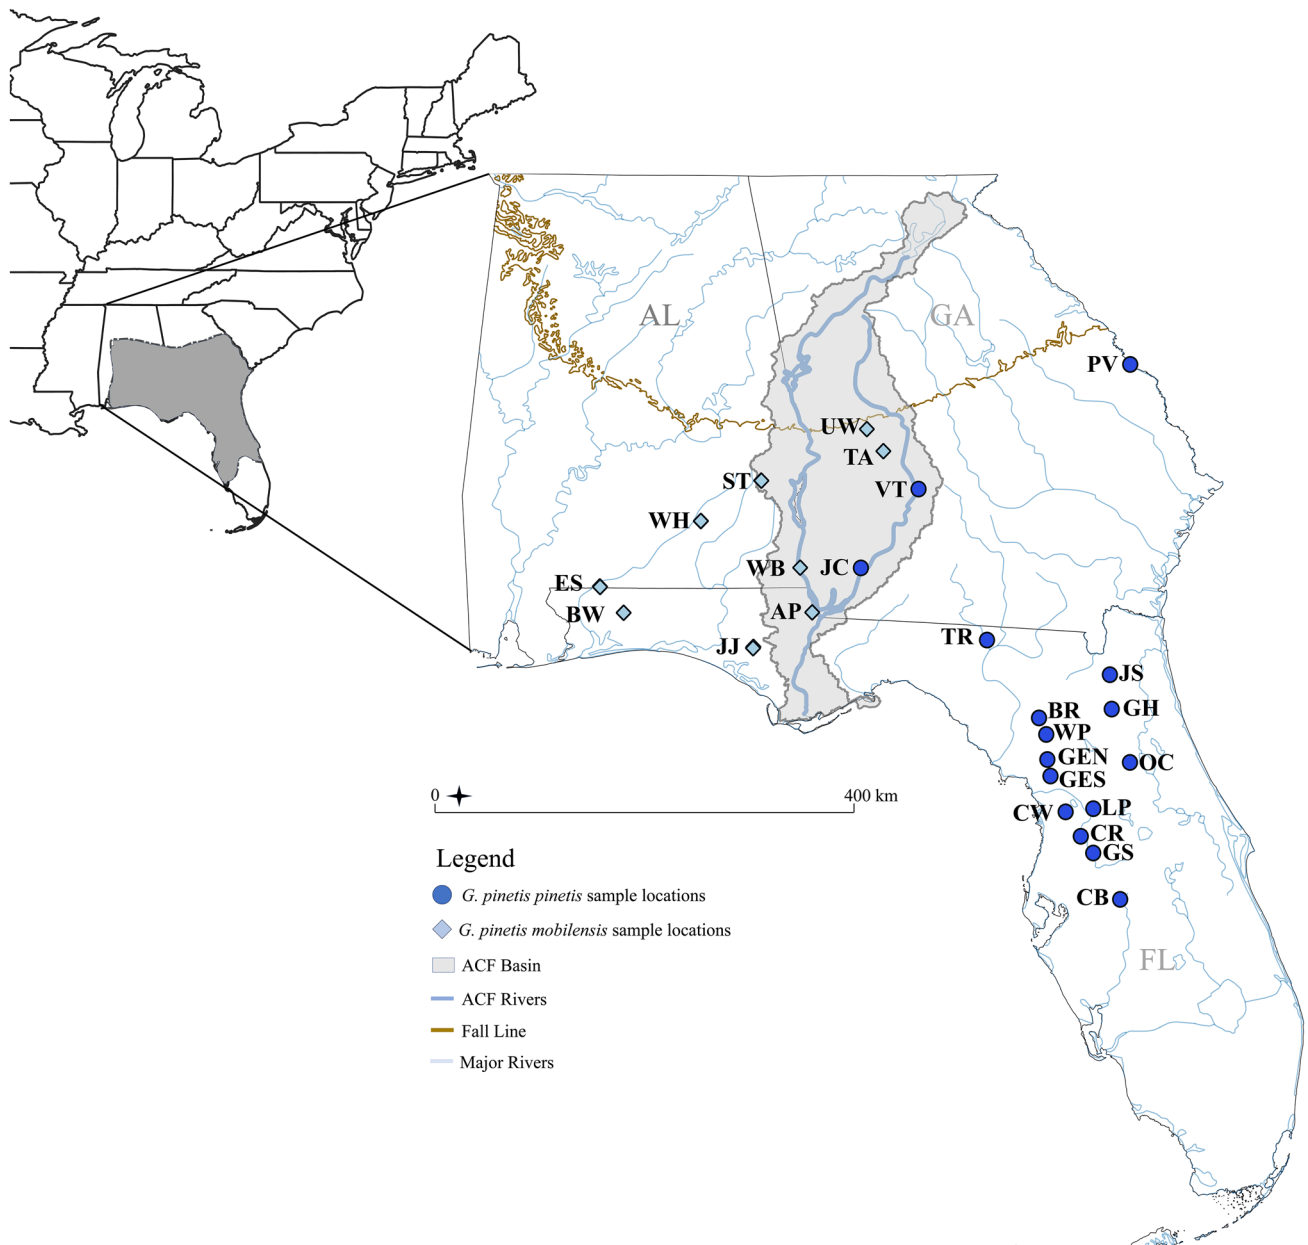 AL
GA
PV
UW
TA
ST
VT
WH
WB
JC
ES
BW
AP
JJ
TR
JS
BR
GH
WP
GEN
OC
GES
CW
LP
CR
GS
CB
FL
0
400 km
Legend
G. pinetis pinetis sample locations
G. pinetis mobilensis sample locations
ACF Basin
ACF Rivers
Fall Line
Major Rivers